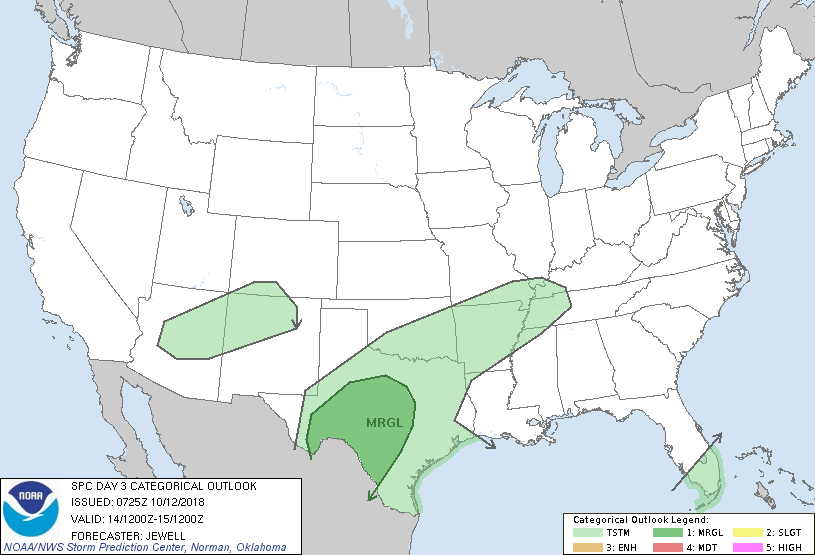 MRGL
NOAA
SPC DAY 3 CATEGORICAL OUTLOOK
ISSUED: 0725Z 10/12/2018
VALID: 14/1200Z-15/1200Z
FORECASTER: JEWELL
NOAA/NWS Storm Prediction Center, Norman, Oklahoma
Categorical Outlook Legend:
TSTM 1: MRGL 2: SLGT
3: ENH 4: MDT 5: HIGH